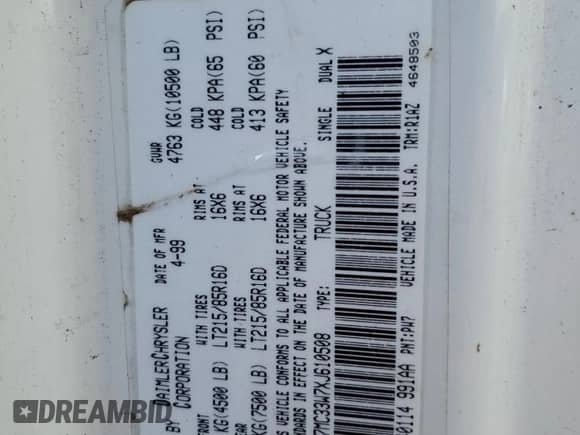 BY DAIMLERCHRYSLER CORPORATION
DATE OF MFR 4-99
GVWR 4763 KG(10500 LB)
WITH TIRES RIMS AT COLD
KG(4500 LB) LT215/85R16D 16X6 448 KPA(65 PSI)
WITH TIRES RIMS AT COLD
KG(7500 LB) LT215/85R16D 16X6 413 KPA(60 PSI)
VEHICLE CONFORMS TO ALL APPLICABLE FEDERAL MOTOR VEHICLE SAFETY
IN EFFECT ON THE DATE OF MANUFACTURE SHOWN ABOVE.
7MC33W7XJ610508 TYPE: TRUCK SINGLE DUAL X
0114 991AA PNT:PW7 VEHICLE MADE IN U.S.A. TRM:R1AZ 4648503
DREAMBID